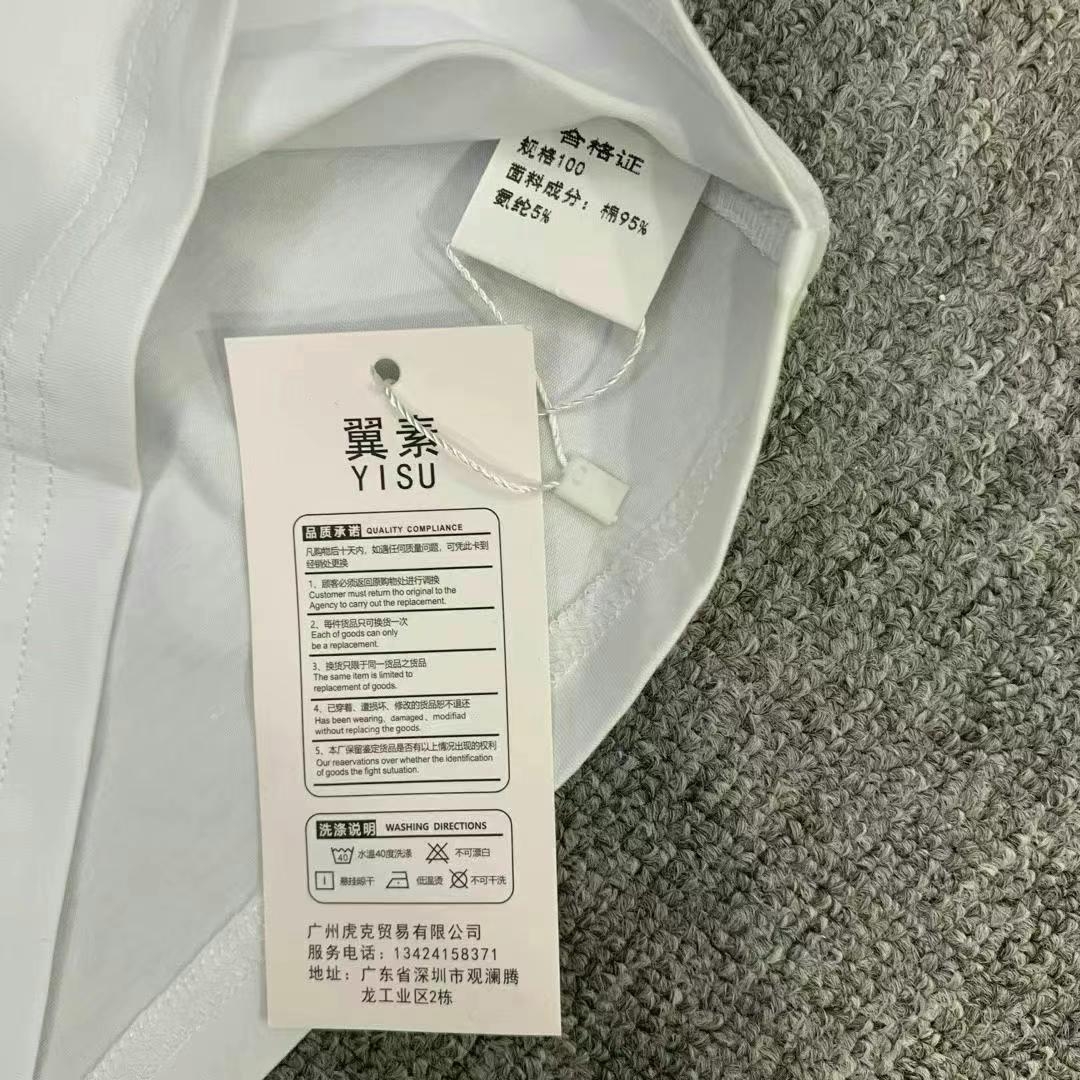 合格证
规格100
面料成分：棉95%
氨纶5%
翼素
YISU
品质承诺 QUALITY COMPLIANCE
凡购物后十天内，如遇任何质量问题，可凭此卡到
经销处更换
1、顾客必须返回原购物处进行调换
Customer must return tho original to the
Agency to carry out the replacement.
2、每件货品只可换货一次
Each of goods can only
be a replacement.
3、换货只限于同一货品之货品
The same item is limited to
replacement of goods.
4、已穿着、遭损坏、修改的货品恕不退还
Has been wearing、damaged、modifiad
without replacing the goods.
5、本厂保留鉴定货品是否有以上情况出现的权利
Our reaervations over whether the identification
of goods the fight sutuation.
洗涤说明 WASHING DIRECTIONS
40 水温40度洗涤 不可漂白
悬挂晾干 低温烫 不可干洗
广州虎克贸易有限公司
服务电话：13424158371
地址：广东省深圳市观澜腾
龙工业区2栋